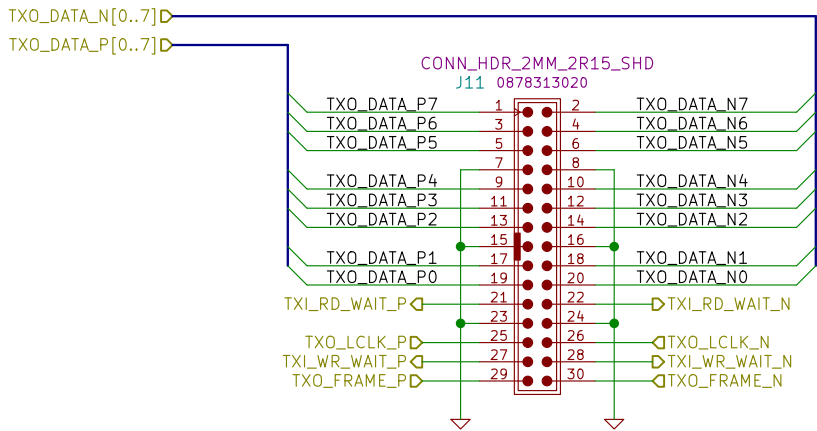 TXO_DATA_N[0..7]
TXO_DATA_P[0..7]
CONN_HDR_2MM_2R15_SHD
J11 0878313020
TXO_DATA_P7 1 2 TXO_DATA_N7
TXO_DATA_P6 3 4 TXO_DATA_N6
TXO_DATA_P5 5 6 TXO_DATA_N5
7 8
TXO_DATA_P4 9 10 TXO_DATA_N4
TXO_DATA_P3 11 12 TXO_DATA_N3
TXO_DATA_P2 13 14 TXO_DATA_N2
15 16
TXO_DATA_P1 17 18 TXO_DATA_N1
TXO_DATA_P0 19 20 TXO_DATA_N0
TXI_RD_WAIT_P 21 22 TXI_RD_WAIT_N
23 24
TXO_LCLK_P 25 26 TXO_LCLK_N
TXI_WR_WAIT_P 27 28 TXI_WR_WAIT_N
TXO_FRAME_P 29 30 TXO_FRAME_N